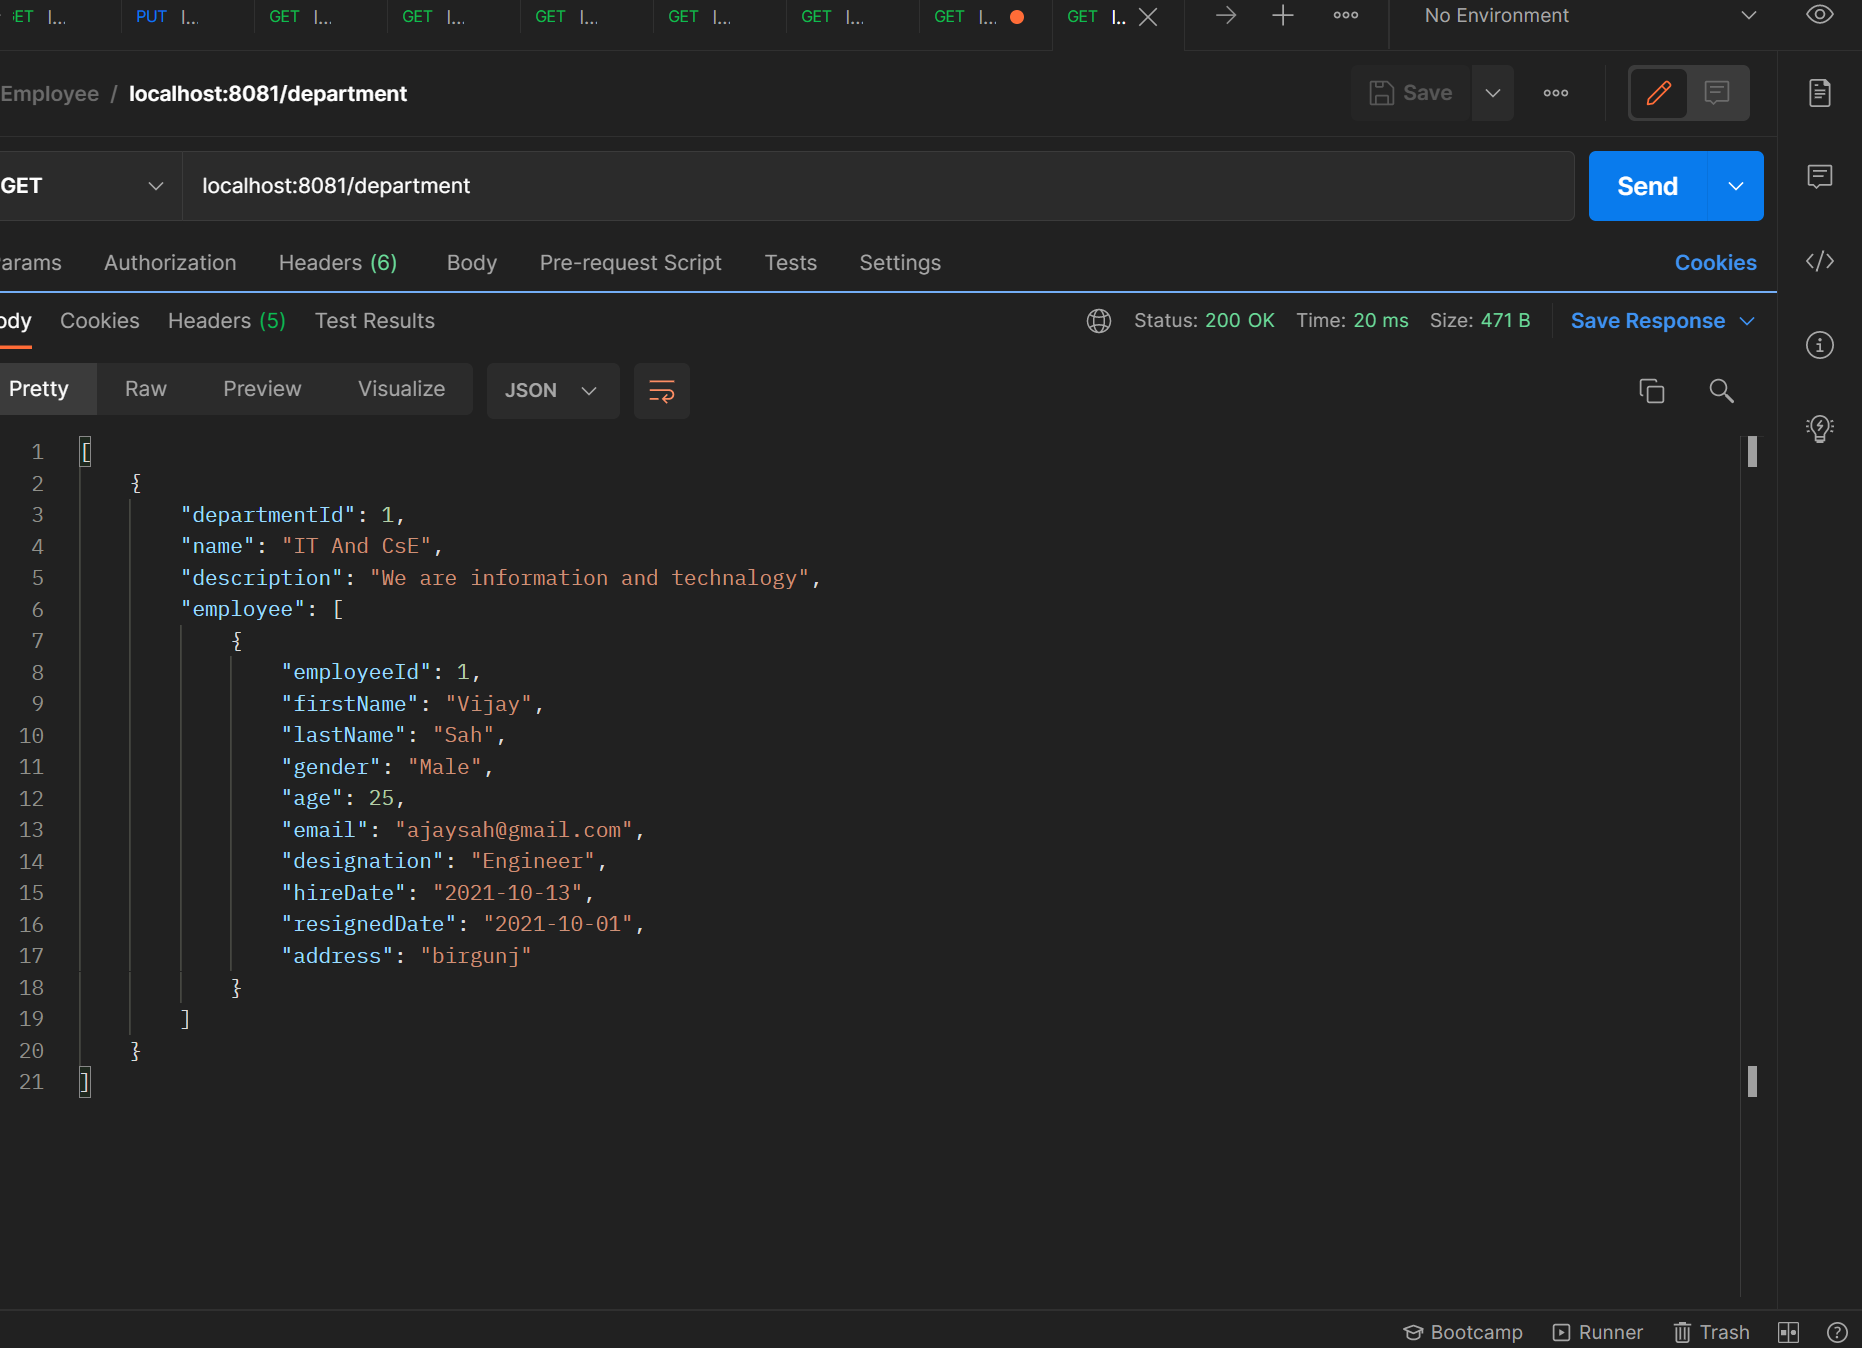 GET l...
PUT l...
GET l...
GET l...
GET l...
GET l...
GET l...
GET l...
GET l..
No Environment
Employee / localhost:8081/department
Save
GET
localhost:8081/department
Send
arams Authorization Headers (6) Body Pre-request Script Tests Settings Cookies
ody Cookies Headers (5) Test Results
Status: 200 OK Time: 20 ms Size: 471 B Save Response
Pretty Raw Preview Visualize JSON
1 [
2 {
3 "departmentId": 1,
4 "name": "IT And CsE",
5 "description": "We are information and technalogy",
6 "employee": [
7 {
8 "employeeId": 1,
9 "firstName": "Vijay",
10 "lastName": "Sah",
11 "gender": "Male",
12 "age": 25,
13 "email": "ajaysah@gmail.com",
14 "designation": "Engineer",
15 "hireDate": "2021-10-13",
16 "resignedDate": "2021-10-01",
17 "address": "birgunj"
18 }
19 ]
20 }
21 ]
Bootcamp Runner Trash